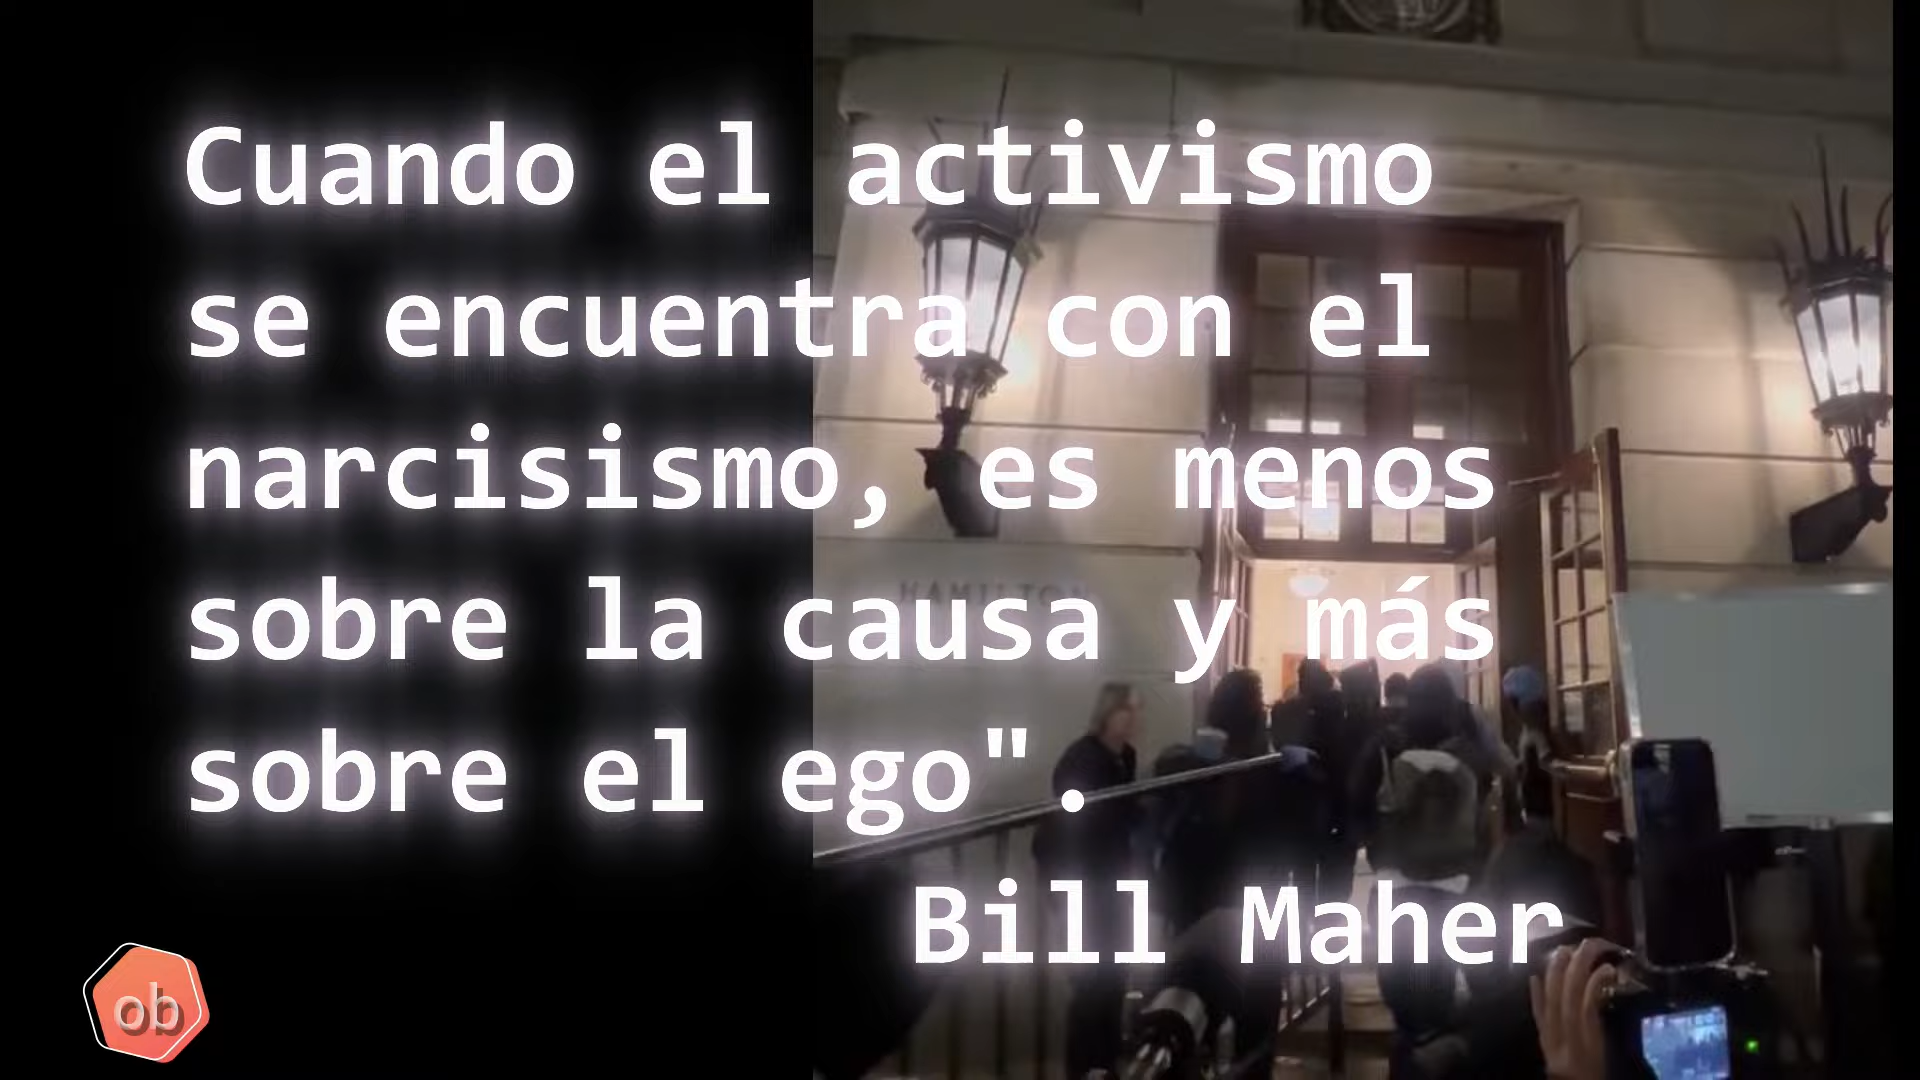 Cuando el activismo
se encuentra con el
narcisismo, es menos
sobre la causa y más
sobre el ego".
Bill Maher
HAMILTON
ob